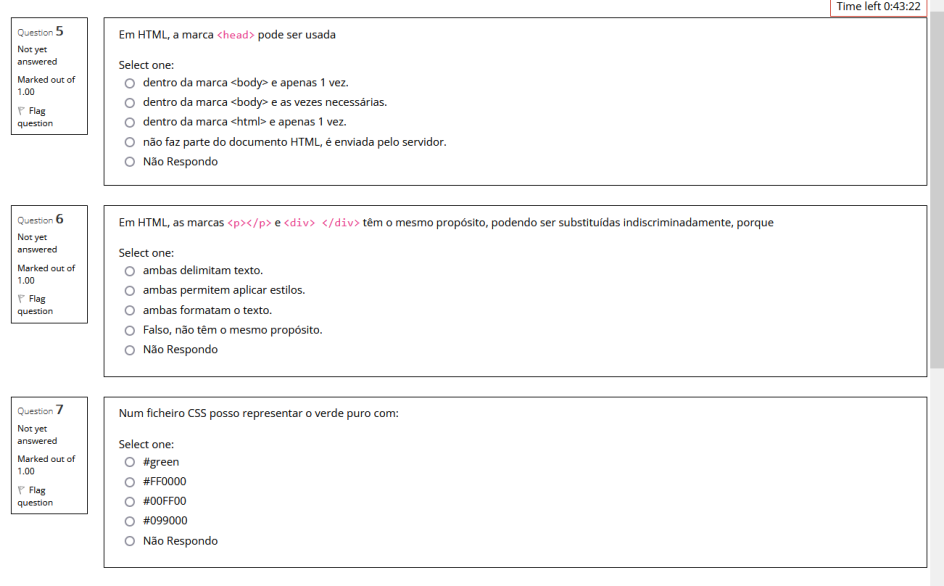 Time left 0:43:22
Question 5
Not yet
answered
Marked out of
1.00
Flag
question
Em HTML, a marca <head> pode ser usada
Select one:
dentro da marca <body> e apenas 1 vez.
dentro da marca <body> e as vezes necessárias.
dentro da marca <html> e apenas 1 vez.
não faz parte do documento HTML, é enviada pelo servidor.
Não Respondo
Question 6
Not yet
answered
Marked out of
1.00
Flag
question
Em HTML, as marcas <p></p> e <div> </div> têm o mesmo propósito, podendo ser substituídas indiscriminadamente, porque
Select one:
ambas delimitam texto.
ambas permitem aplicar estilos.
ambas formatam o texto.
Falso, não têm o mesmo propósito.
Não Respondo
Question 7
Not yet
answered
Marked out of
1.00
Flag
question
Num ficheiro CSS posso representar o verde puro com:
Select one:
#green
#FF0000
#00FF00
#099000
Não Respondo